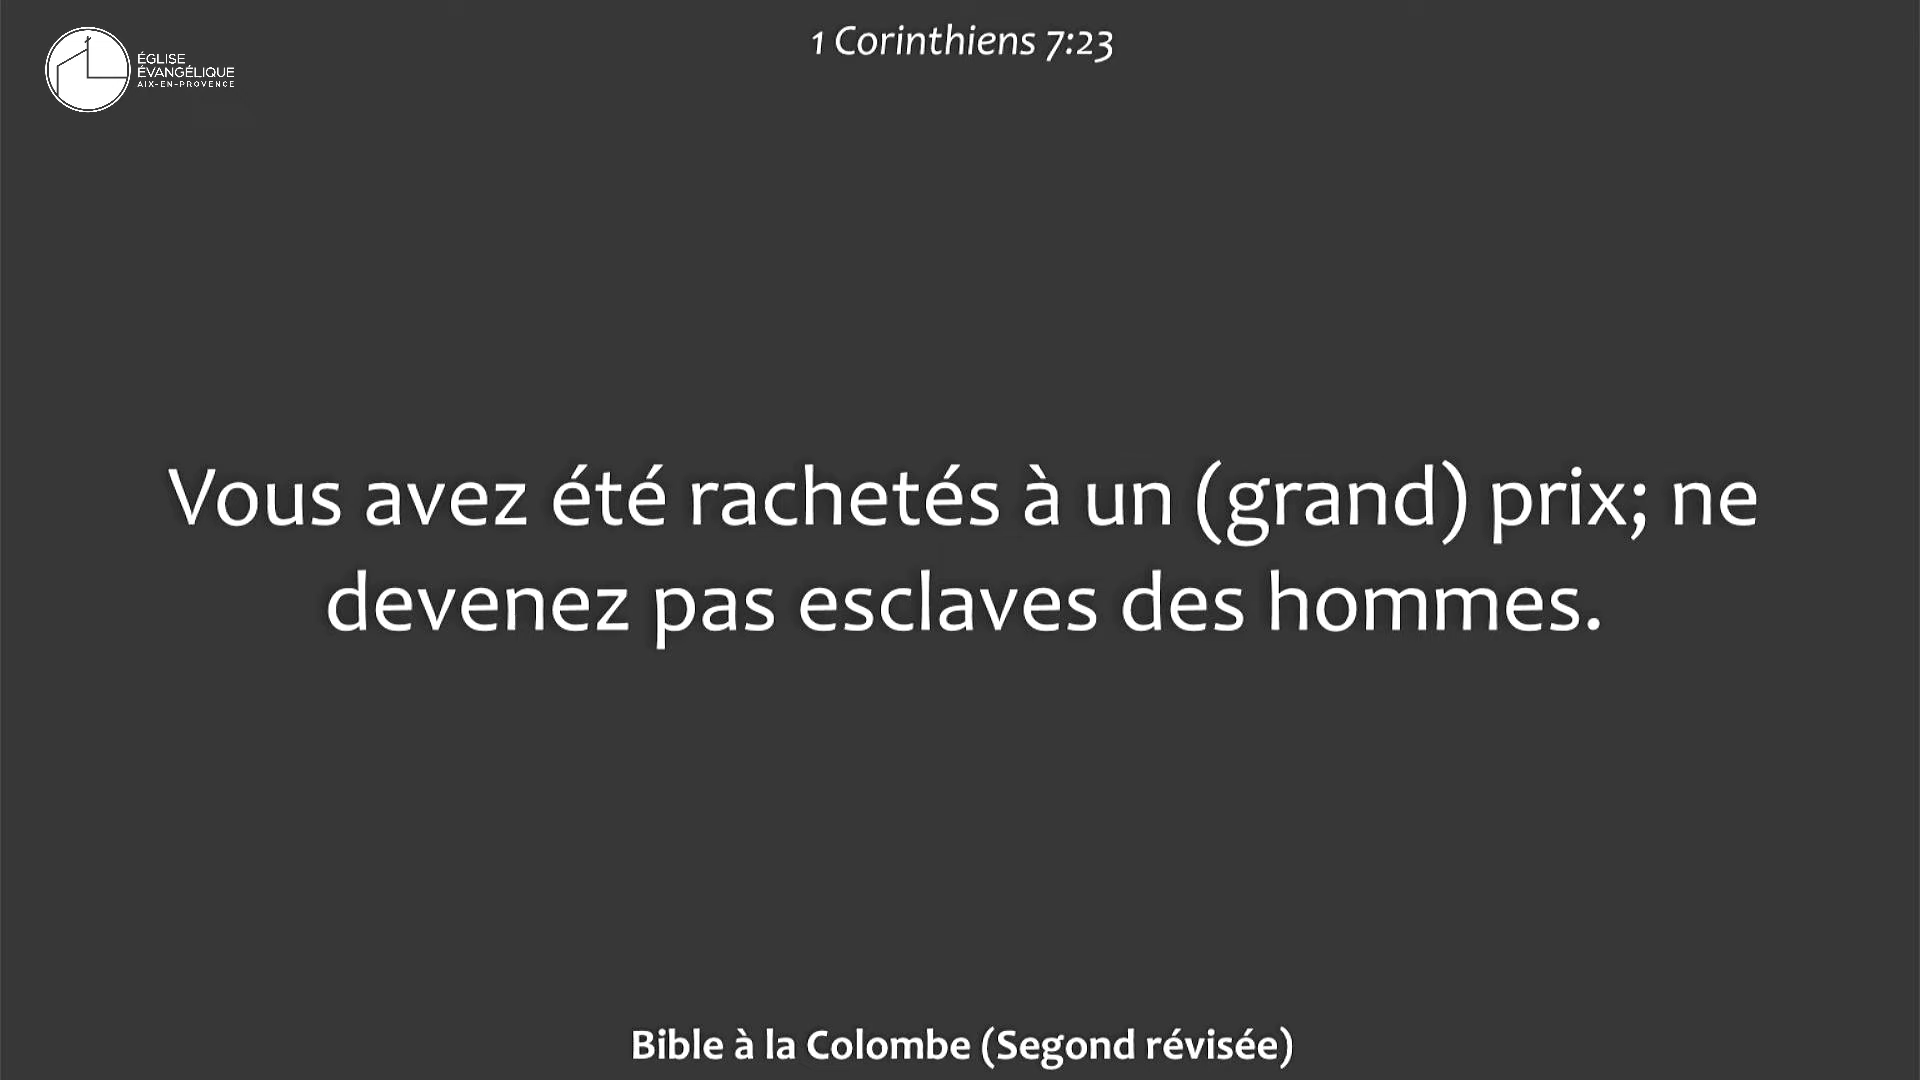 1 Corinthiens 7:23
ÉGLISE
ÉVANGÉLIQUE
AIX-EN-PROVENCE
Vous avez été rachetés à un (grand) prix; ne
devenez pas esclaves des hommes.
Bible à la Colombe (Segond révisée)